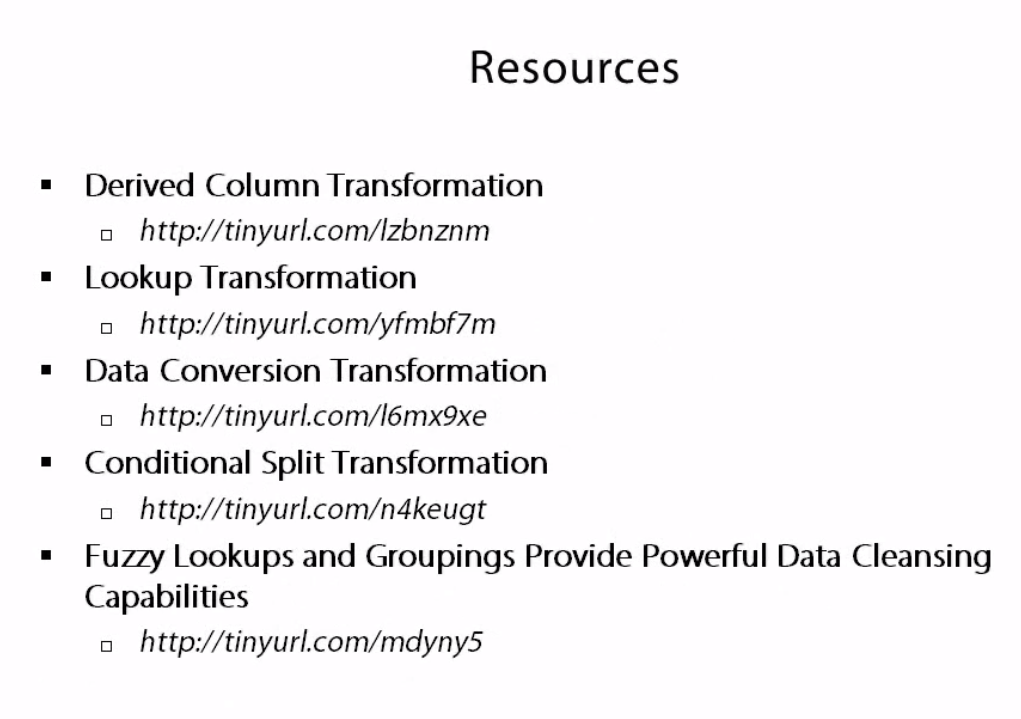 Resources
▪ Derived Column Transformation
□ http://tinyurl.com/lzbnznm
▪ Lookup Transformation
□ http://tinyurl.com/yfmbf7m
▪ Data Conversion Transformation
□ http://tinyurl.com/l6mx9xe
▪ Conditional Split Transformation
□ http://tinyurl.com/n4keugt
▪ Fuzzy Lookups and Groupings Provide Powerful Data Cleansing
Capabilities
□ http://tinyurl.com/mdyny5